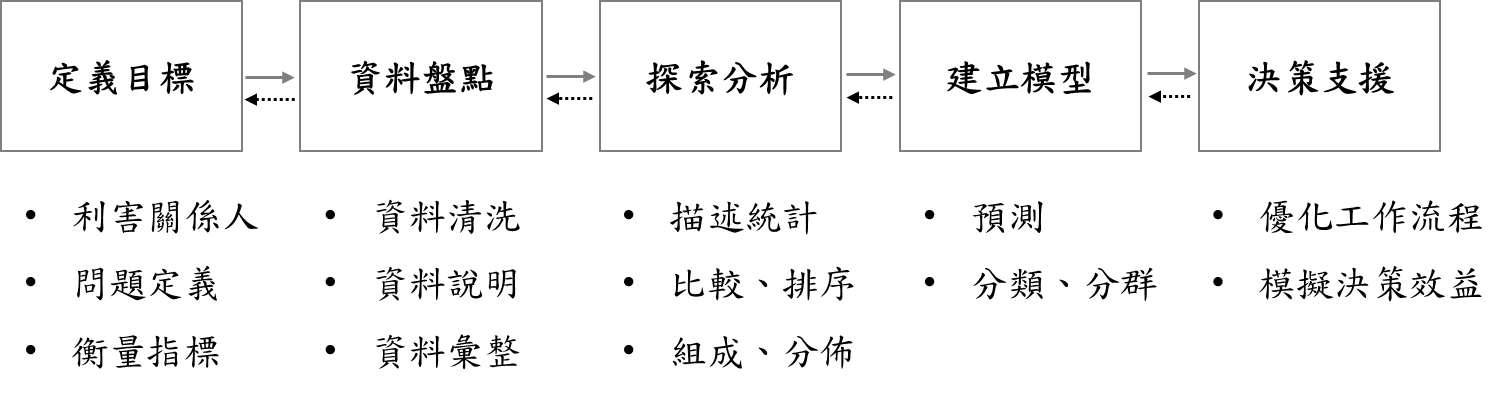 定義目標
資料盤點
探索分析
建立模型
決策支援
• 利害關係人
• 問題定義
• 衡量指標
• 資料清洗
• 資料說明
• 資料彙整
• 描述統計
• 比較、排序
• 組成、分佈
• 預測
• 分類、分群
• 優化工作流程
• 模擬決策效益